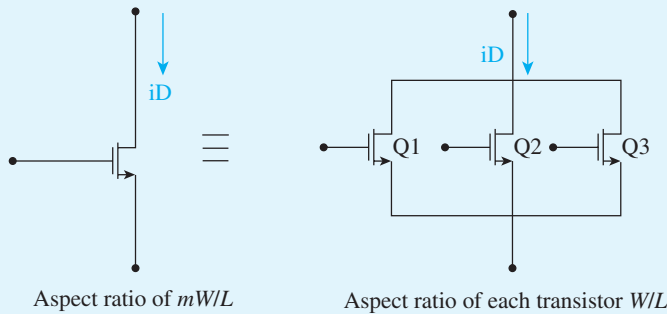 iD
iD
Q1
Q2
Q3
Aspect ratio of mW/L
Aspect ratio of each transistor W/L